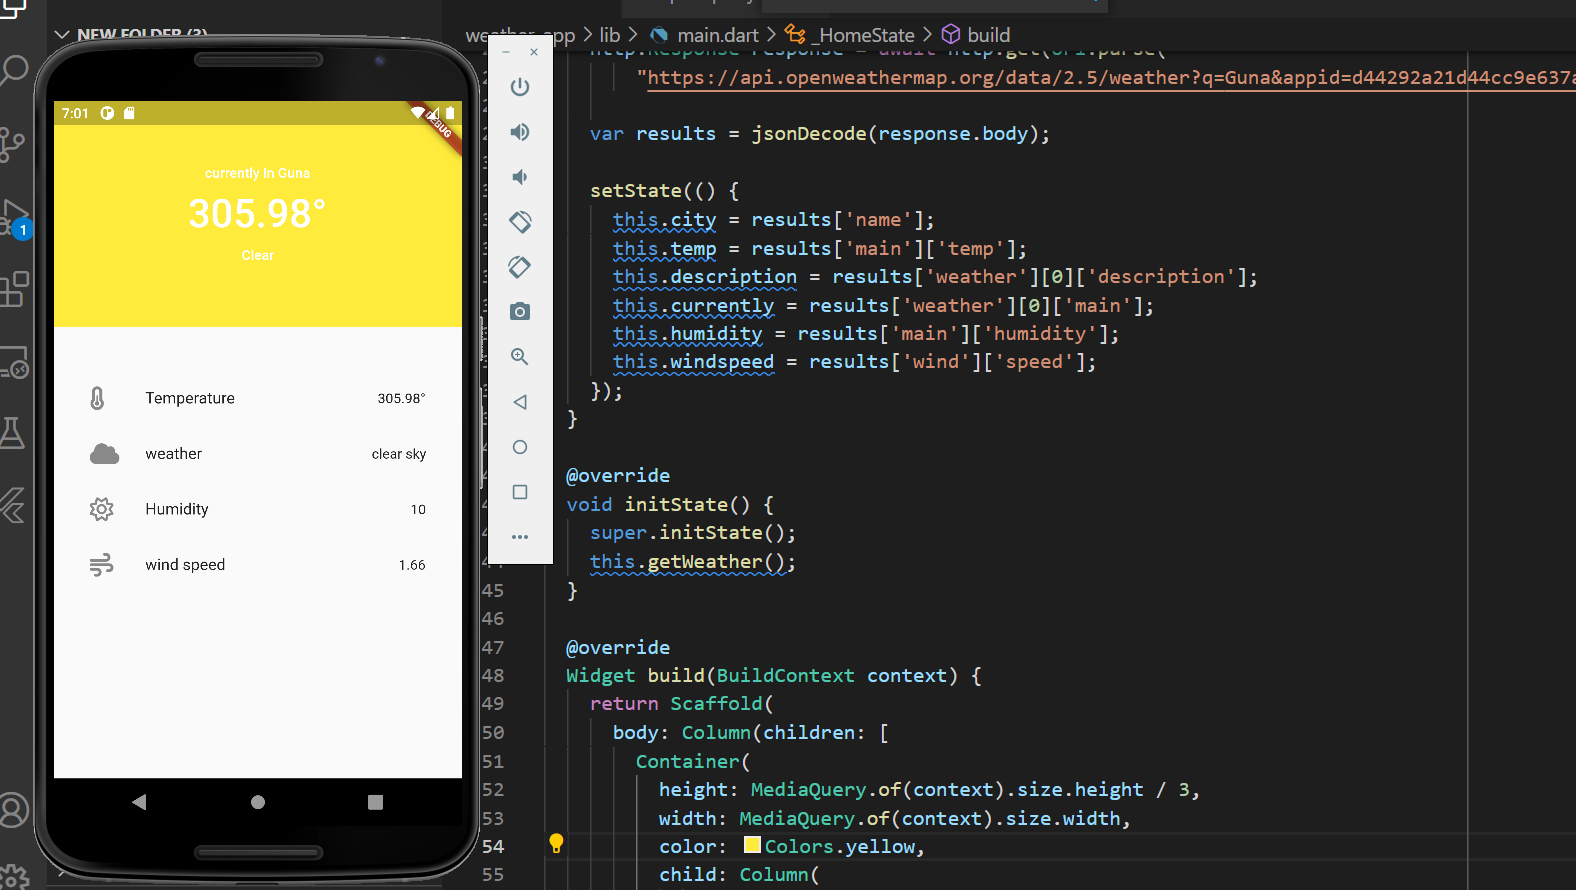 NEW FOLDER (3)
7:01
DEBUG
currently In Guna
305.98°
Clear
Temperature 305.98°
weather clear sky
Humidity 10
wind speed 1.66
1
weather_app > lib > main.dart > _HomeState > build
http.Response response = await http.get(Uri.parse(
"https://api.openweathermap.org/data/2.5/weather?q=Guna&appid=d44292a21d44cc9e637a
var results = jsonDecode(response.body);
setState(() {
this.city = results['name'];
this.temp = results['main']['temp'];
this.description = results['weather'][0]['description'];
this.currently = results['weather'][0]['main'];
this.humidity = results['main']['humidity'];
this.windspeed = results['wind']['speed'];
});
}
@override
void initState() {
super.initState();
this.getWeather();
45 }
46
47 @override
48 Widget build(BuildContext context) {
49 return Scaffold(
50 body: Column(children: [
51 Container(
52 height: MediaQuery.of(context).size.height / 3,
53 width: MediaQuery.of(context).size.width,
54 color: Colors.yellow,
55 child: Column(